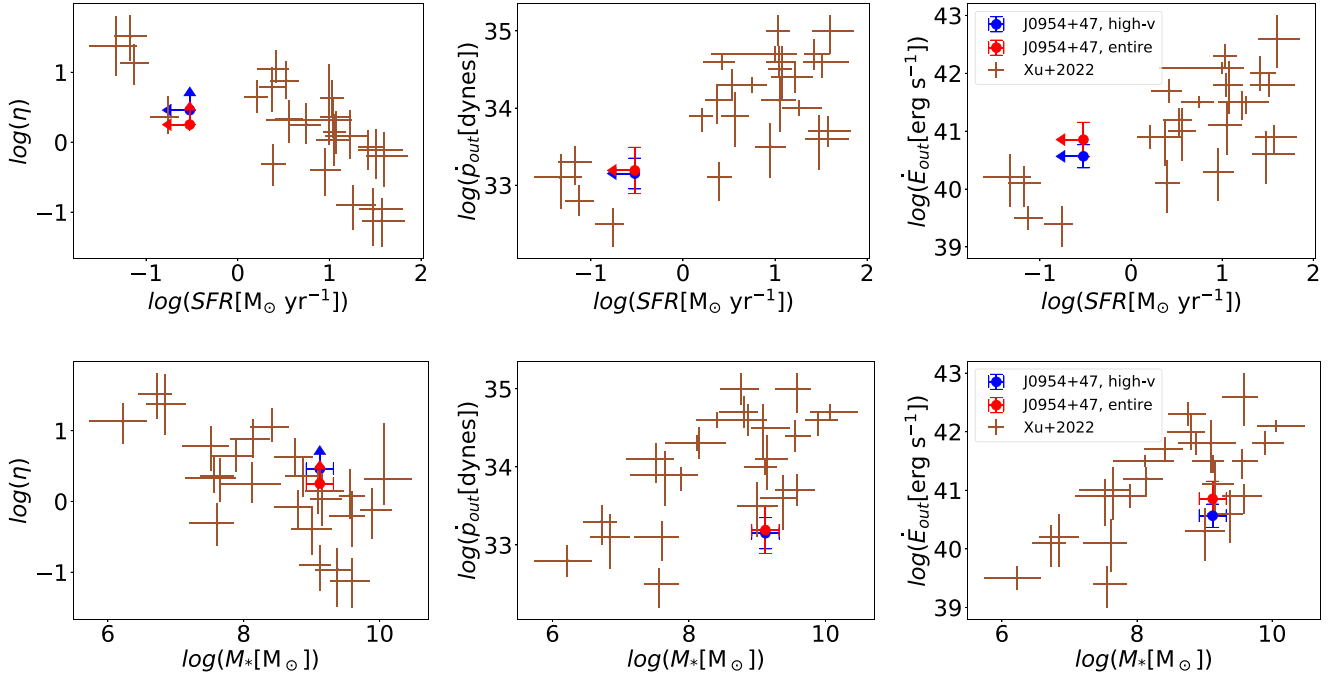 log(η)
1
0
−1
−1
0
1
2
log(SFR[M⊙ yr⁻¹])
log(ṗout[dynes])
35
34
33
−1
0
1
2
log(SFR[M⊙ yr⁻¹])
log(Ėout[erg s⁻¹])
43
42
41
40
39
J0954+47, high-v
J0954+47, entire
Xu+2022
−1
0
1
2
log(SFR[M⊙ yr⁻¹])
log(η)
1
0
−1
6
8
10
log(M*[M⊙])
log(ṗout[dynes])
35
34
33
6
8
10
log(M*[M⊙])
log(Ėout[erg s⁻¹])
43
42
41
40
39
J0954+47, high-v
J0954+47, entire
Xu+2022
6
8
10
log(M*[M⊙])